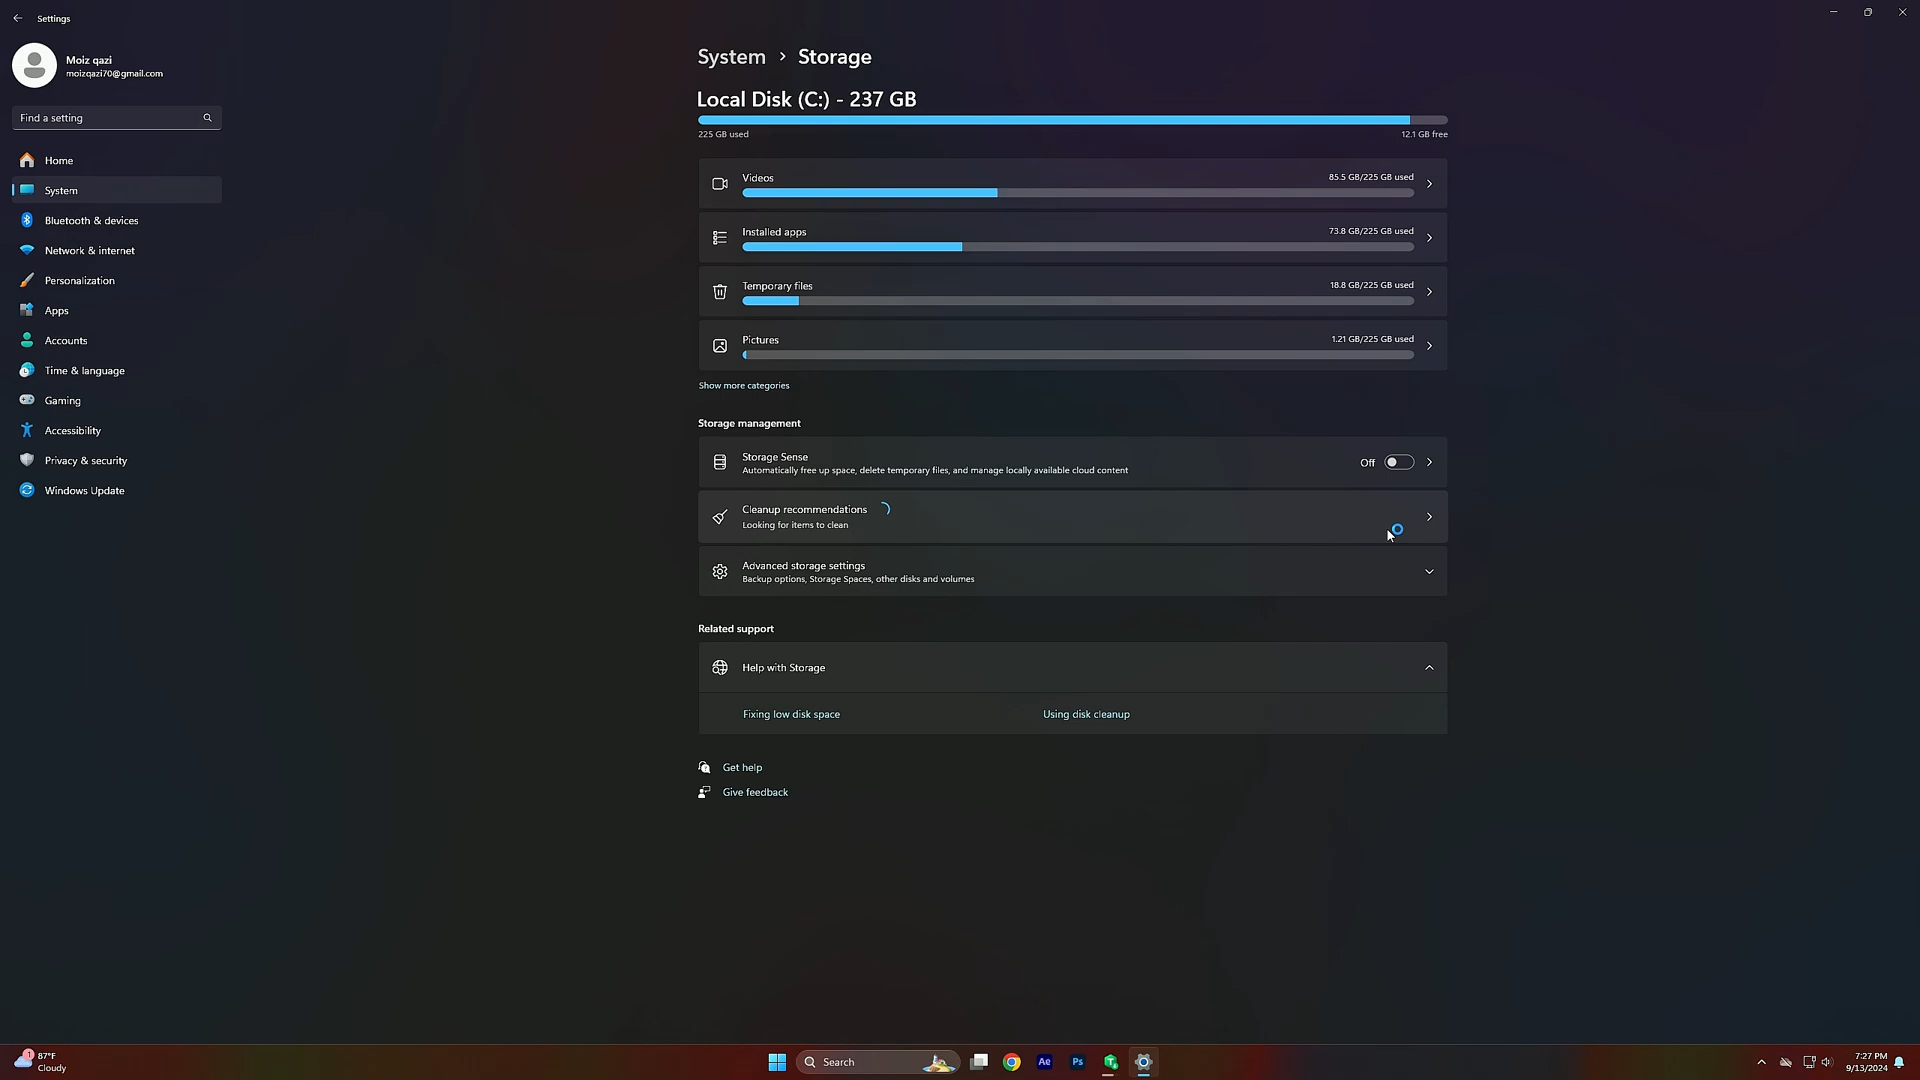 Settings
Moiz qazi
moizqazi70@gmail.com
Find a setting
Home
System
Bluetooth & devices
Network & internet
Personalization
Apps
Accounts
Time & language
Gaming
Accessibility
Privacy & security
Windows Update
System > Storage
Local Disk (C:) - 237 GB
225 GB used 12.1 GB free
Videos 85.5 GB/225 GB used
Installed apps 73.8 GB/225 GB used
Temporary files 18.8 GB/225 GB used
Pictures 1.21 GB/225 GB used
Show more categories
Storage management
Storage Sense
Automatically free up space, delete temporary files, and manage locally available cloud content
Off
Cleanup recommendations
Looking for items to clean
Advanced storage settings
Backup options, Storage Spaces, other disks and volumes
Related support
Help with Storage
Fixing low disk space Using disk cleanup
Get help
Give feedback
1
87°F
Cloudy
Search
Ae
Ps
7:27 PM
9/13/2024